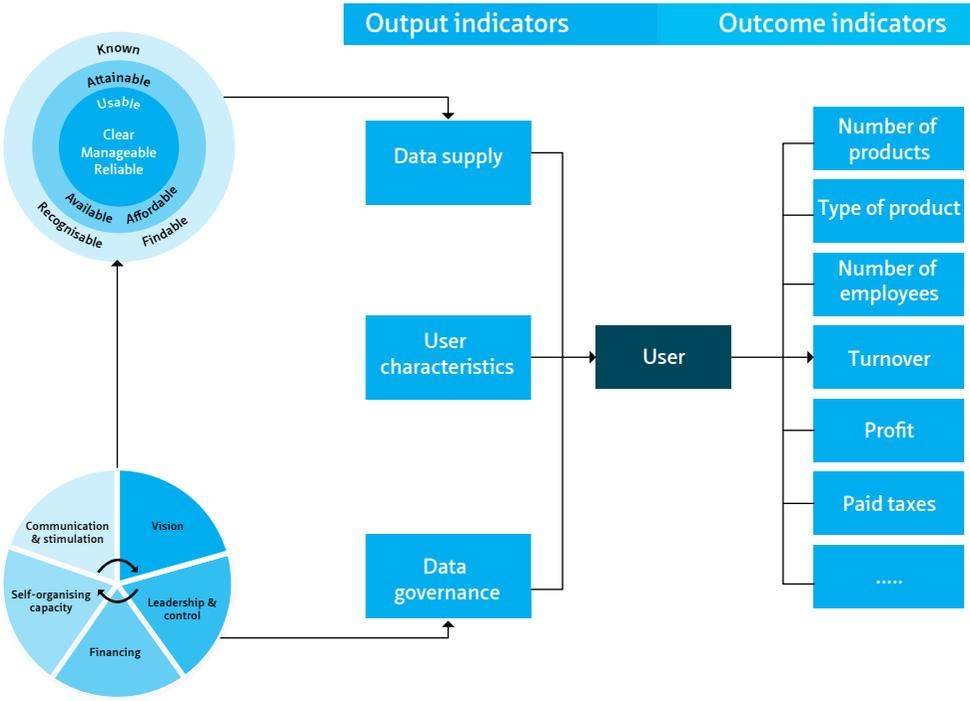 Output indicators
Outcome indicators
Known
Attainable
Usable
Clear
Manageable
Reliable
Available
Affordable
Recognisable
Findable
Data supply
User
characteristics
Data
governance
User
Number of
products
Type of product
Number of
employees
Turnover
Profit
Paid taxes
.....
Communication
& stimulation
Vision
Self-organising
capacity
Leadership &
control
Financing